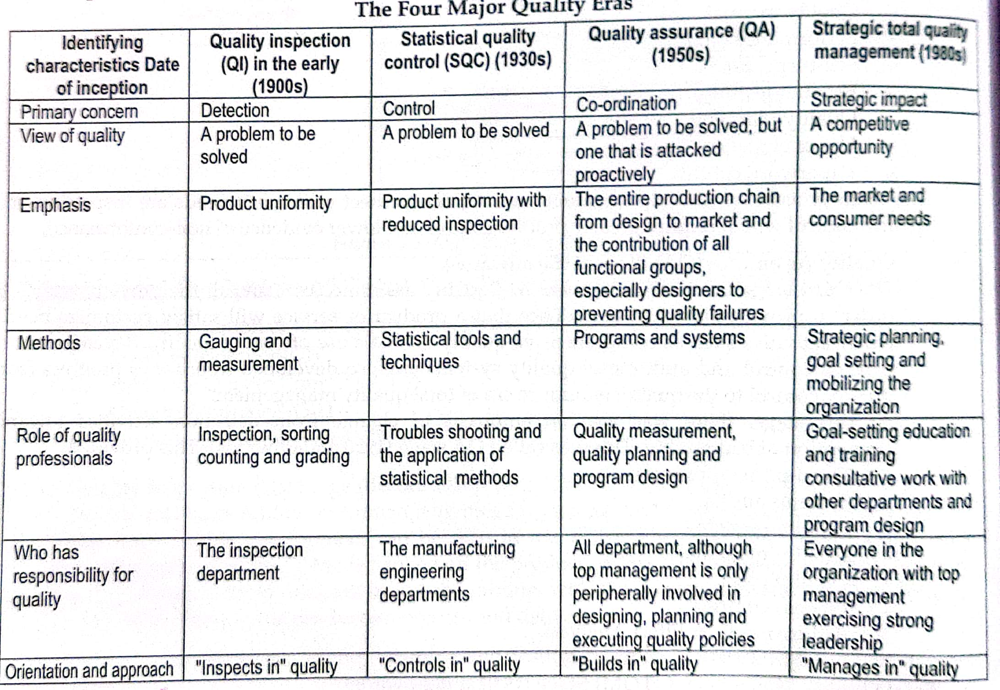 The Four Major Quality Eras
Identifying
characteristics Date
of inception
Quality inspection
(QI) in the early
(1900s)
Statistical quality
control (SQC) (1930s)
Quality assurance (QA)
(1950s)
Strategic total quality
management (1980s)
Primary concern
Detection
Control
Co-ordination
Strategic impact
View of quality
A problem to be
solved
A problem to be solved
A problem to be solved, but
one that is attacked
proactively
A competitive
opportunity
Emphasis
Product uniformity
Product uniformity with
reduced inspection
The entire production chain
from design to market and
the contribution of all
functional groups,
especially designers to
preventing quality failures
The market and
consumer needs
Methods
Gauging and
measurement
Statistical tools and
techniques
Programs and systems
Strategic planning,
goal setting and
mobilizing the
organization
Role of quality
professionals
Inspection, sorting
counting and grading
Troubles shooting and
the application of
statistical methods
Quality measurement,
quality planning and
program design
Goal-setting education
and training
consultative work with
other departments and
program design
Who has
responsibility for
quality
The inspection
department
The manufacturing
engineering
departments
All department, although
top management is only
peripherally involved in
designing, planning and
executing quality policies
Everyone in the
organization with top
management
exercising strong
leadership
Orientation and approach
"Inspects in" quality
"Controls in" quality
"Builds in" quality
"Manages in" quality